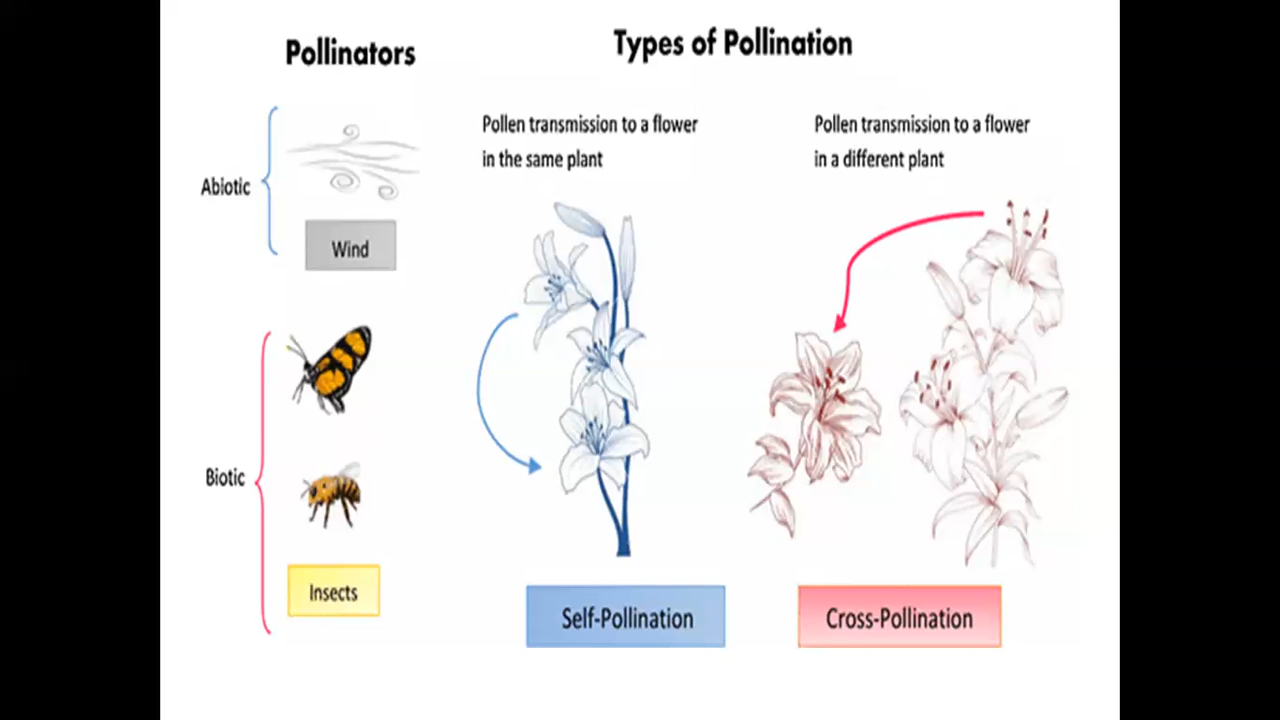 Pollinators
Types of Pollination
Abiotic
Wind
Biotic
Insects
Pollen transmission to a flower
in the same plant
Self-Pollination
Pollen transmission to a flower
in a different plant
Cross-Pollination